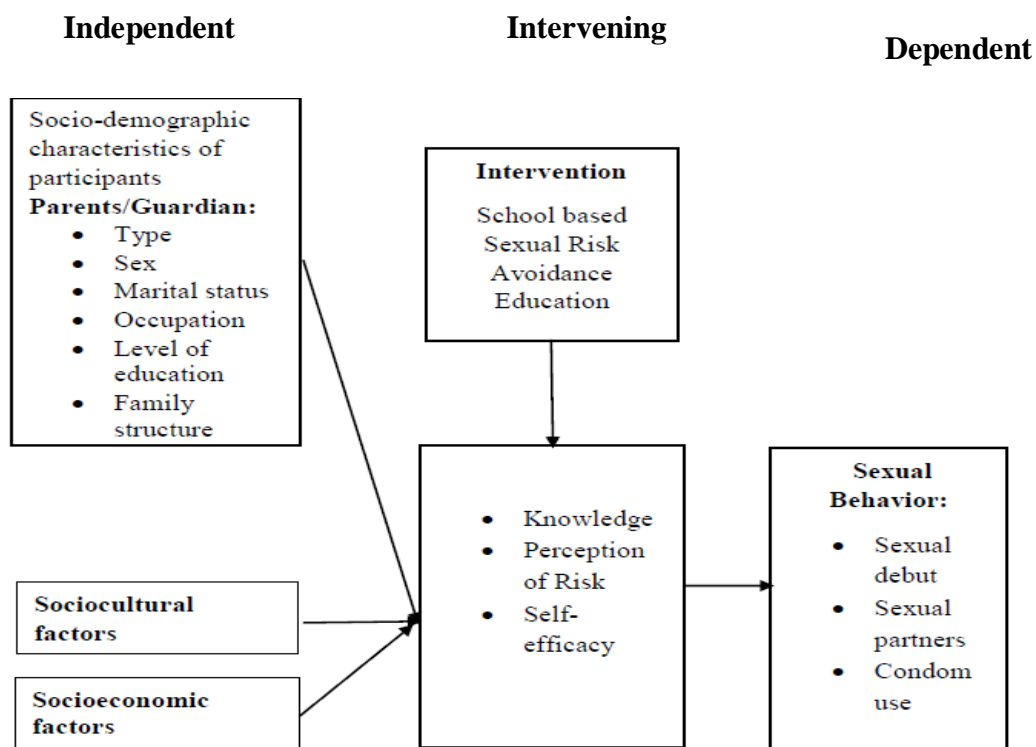 Independent
Intervening
Dependent
Socio-demographic
characteristics of
participants
Parents/Guardian:
• Type
• Sex
• Marital status
• Occupation
• Level of
education
• Family
structure
Intervention
School based
Sexual Risk
Avoidance
Education
• Knowledge
• Perception
of Risk
• Self-
efficacy
Sexual
Behavior:
• Sexual
debut
• Sexual
partners
• Condom
use
Sociocultural
factors
Socioeconomic
factors